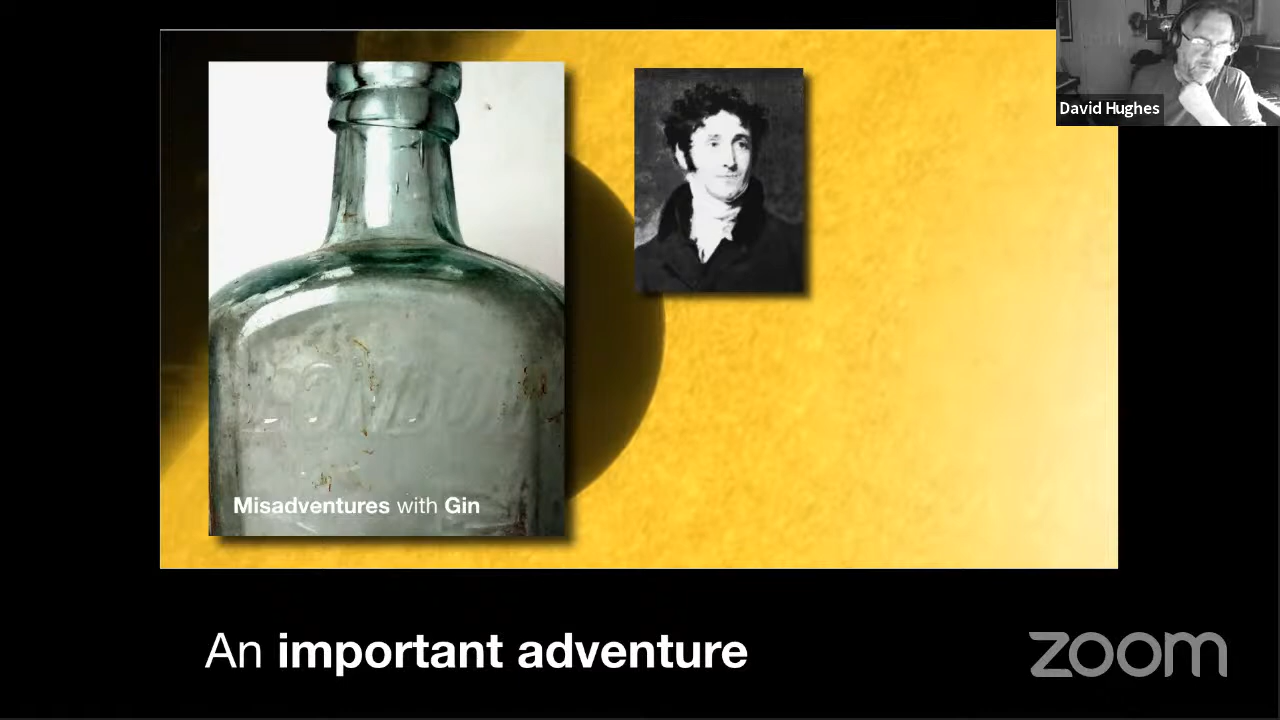 David Hughes
Misadventures with Gin
An important adventure
zoom